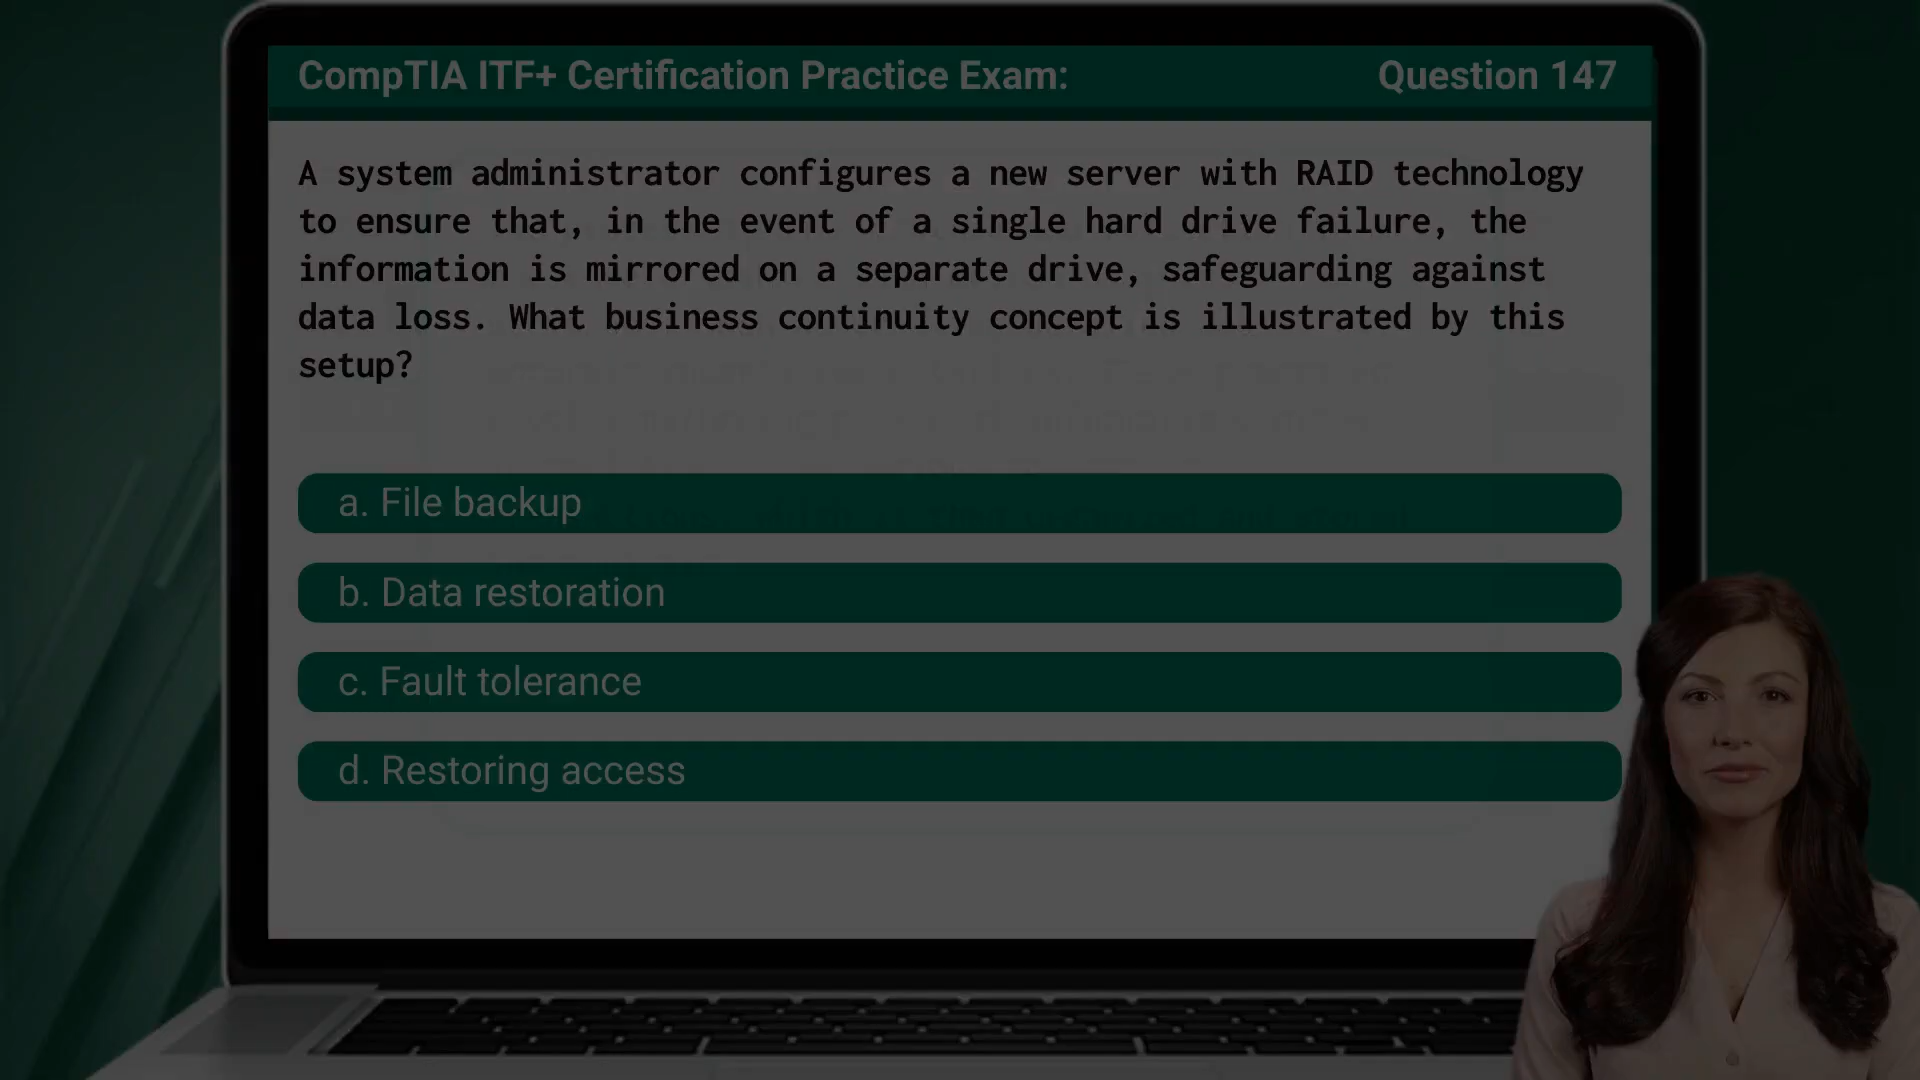 CompTIA ITF+ Certification Practice Exam: Question 147
A system administrator configures a new server with RAID technology
to ensure that, in the event of a single hard drive failure, the
information is mirrored on a separate drive, safeguarding against
data loss. What business continuity concept is illustrated by this
setup?
a. File backup
b. Data restoration
c. Fault tolerance
d. Restoring access